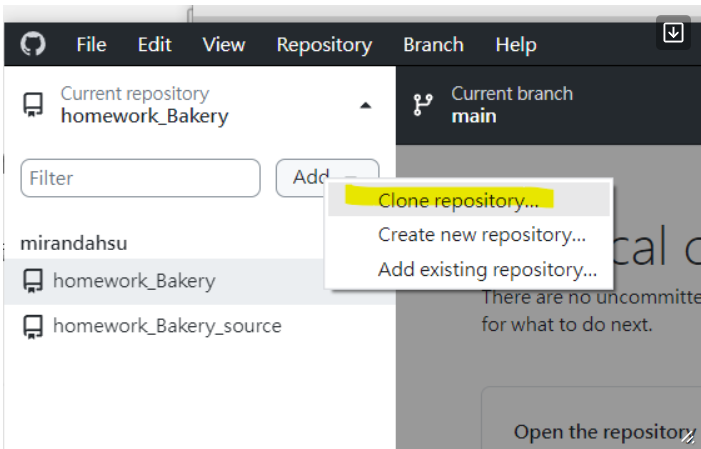 File Edit View Repository Branch Help
Current repository
homework_Bakery
Current branch
main
Filter
Add
Clone repository...
Create new repository...
Add existing repository...
mirandahsu
homework_Bakery
homework_Bakery_source
cal c
There are no uncommitte
for what to do next.
Open the repository